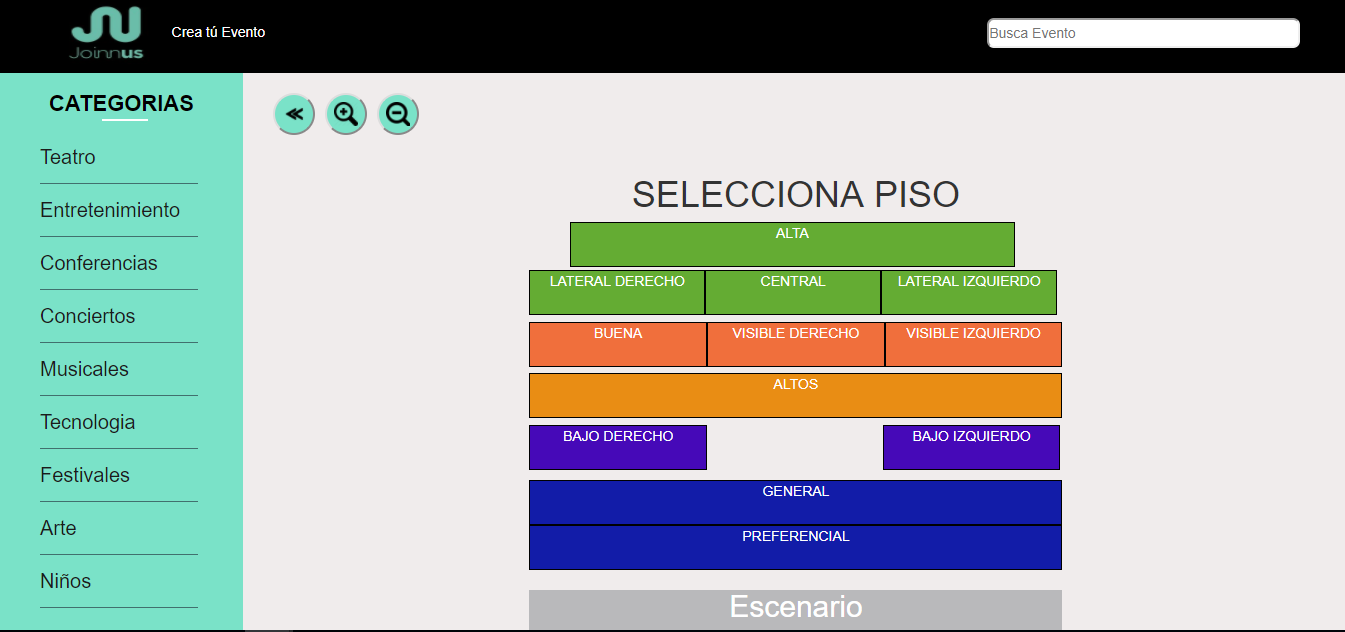 Joinnus
Crea tú Evento
Busca Evento
CATEGORIAS
Teatro
Entretenimiento
Conferencias
Conciertos
Musicales
Tecnologia
Festivales
Arte
Niños
SELECCIONA PISO
ALTA
LATERAL DERECHO CENTRAL LATERAL IZQUIERDO
BUENA VISIBLE DERECHO VISIBLE IZQUIERDO
ALTOS
BAJO DERECHO BAJO IZQUIERDO
GENERAL
PREFERENCIAL
Escenario